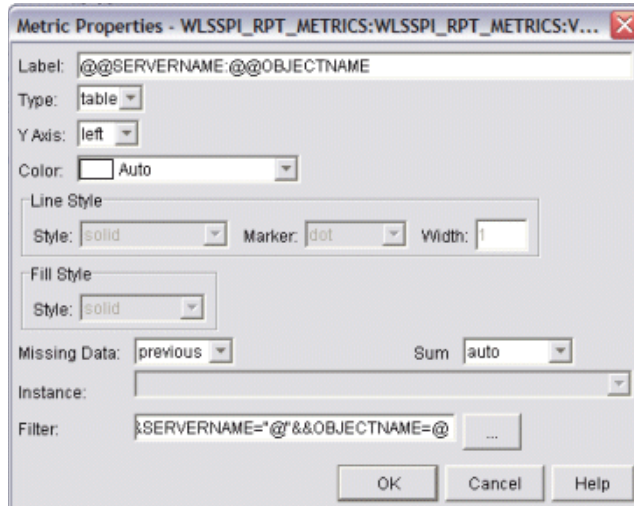 Metric Properties - WLSSPI_RPT_METRICS:WLSSPI_RPT_METRICS:V...
Label: @@SERVERNAME:@@OBJECTNAME
Type: table
Y Axis: left
Color: Auto
Line Style
Style: solid Marker: dot Width: 1
Fill Style
Style: solid
Missing Data: previous Sum auto
Instance:
Filter: &SERVERNAME="@"&&OBJECTNAME=@ ...
OK Cancel Help